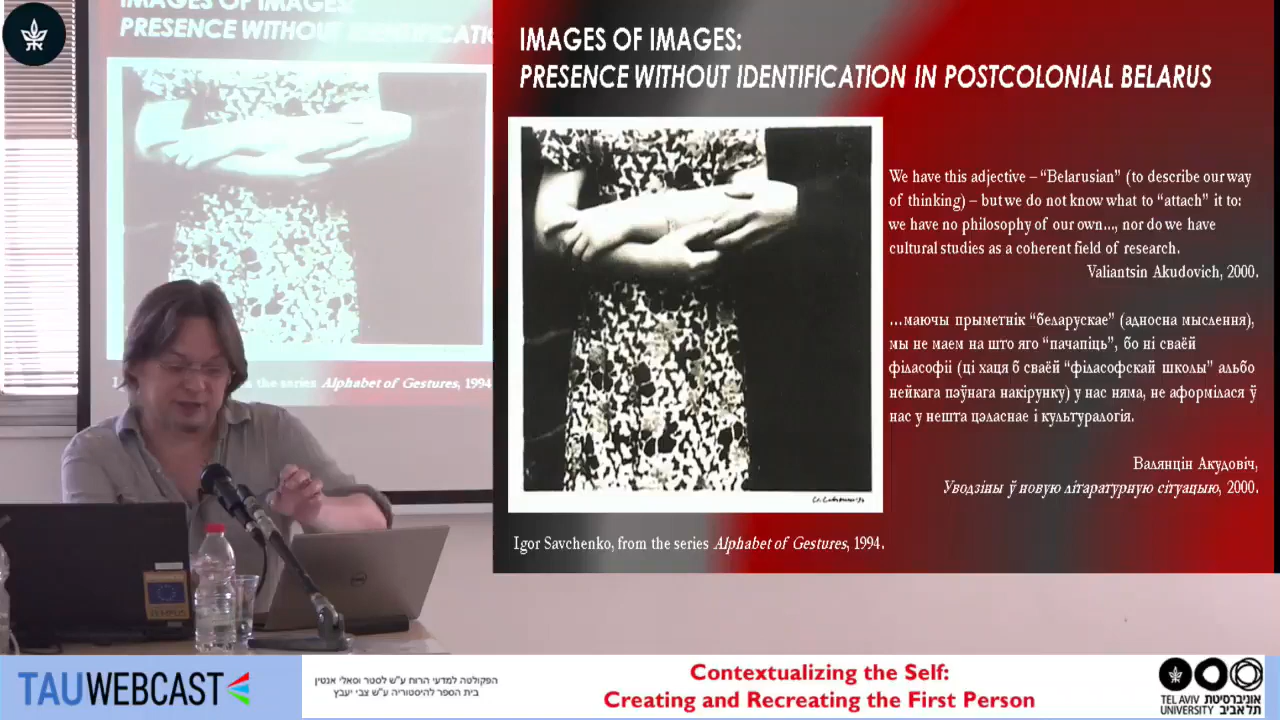 IMAGES OF IMAGES:
PRESENCE WITHOUT IDENTIFICATION IN POSTCOLONIAL BELARUS
We have this adjective – “Belarusian” (to describe our way
of thinking) – but we do not know what to “attach” it to:
we have no philosophy of our own..., nor do we have
cultural studies as a coherent field of research.
Valiantsin Akudovich, 2000.
…маючы прыметнік “беларускае” (адносна мыслення),
мы не маем на што яго “пачапіць”, бо ні сваёй
філасофіі (ці хаця б сваёй “філасофскай школы” альбо
нейкага пэўнага накірунку) у нас няма, не аформілася ў
нас у нешта цэласнае і культуралогія.
Валянцін Акудовіч,
Уводзіны ў новую літаратурную сітуацыю, 2000.
Igor Savchenko, from the series Alphabet of Gestures, 1994.
IMAGES OF IMAGES:
PRESENCE WITHOUT IDENTIFICATIO
the series Alphabet of Gestures, 1994
DELL
TAUWEBCAST
הפקולטה למדעי הרוח ע"ש לסטר וסאלי אנטין
בית הספר להיסטוריה ע"ש צבי יעבץ
Contextualizing the Self:
Creating and Recreating the First Person
TEL AVIV אוניברסיטת
UNIVERSITY תל אביב